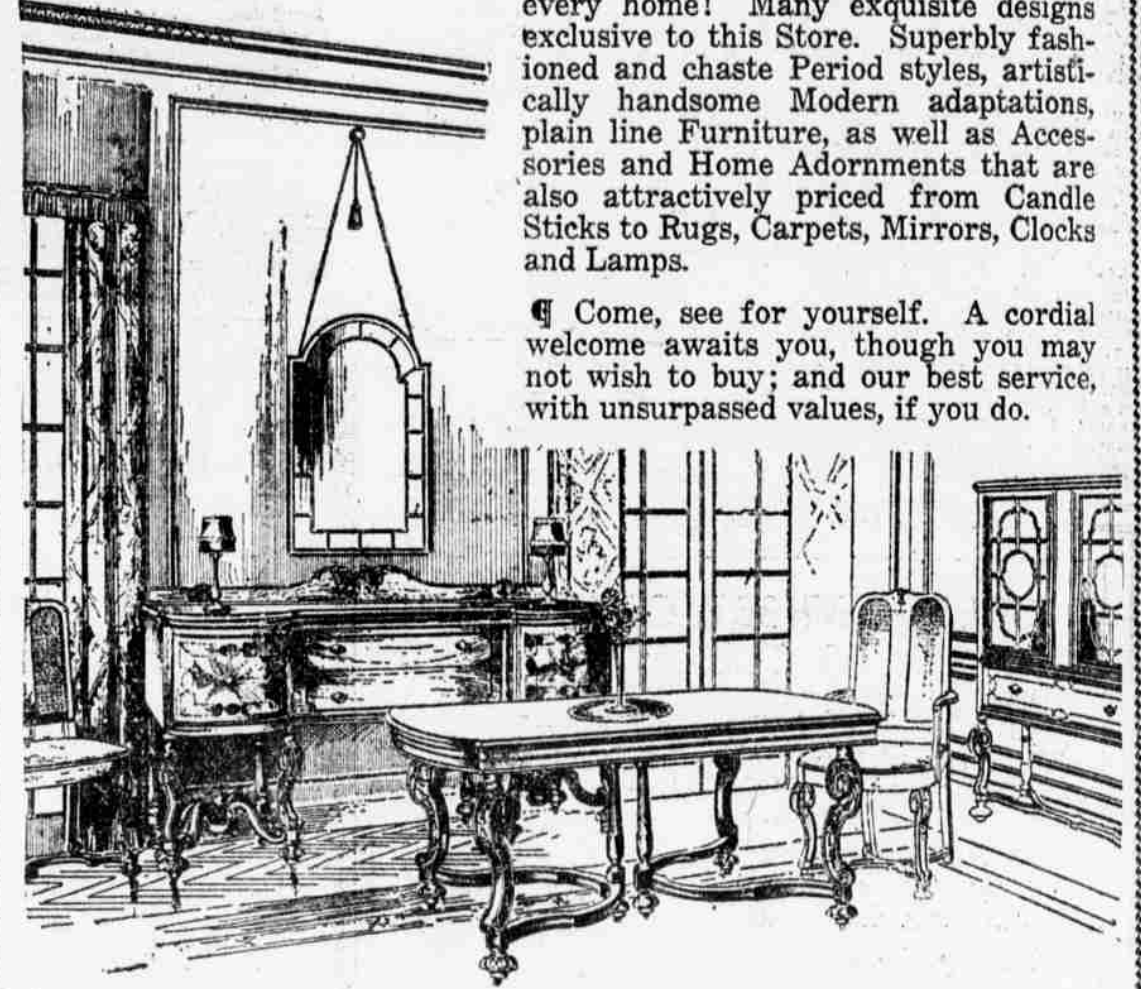 every home! Many exquisite designs
exclusive to this Store. Superbly fash-
ioned and chaste Period styles, artisti-
cally handsome Modern adaptations,
plain line Furniture, as well as Acces-
sories and Home Adornments that are
also attractively priced from Candle
Sticks to Rugs, Carpets, Mirrors, Clocks
and Lamps.
¶ Come, see for yourself. A cordial
welcome awaits you, though you may
not wish to buy; and our best service,
with unsurpassed values, if you do.